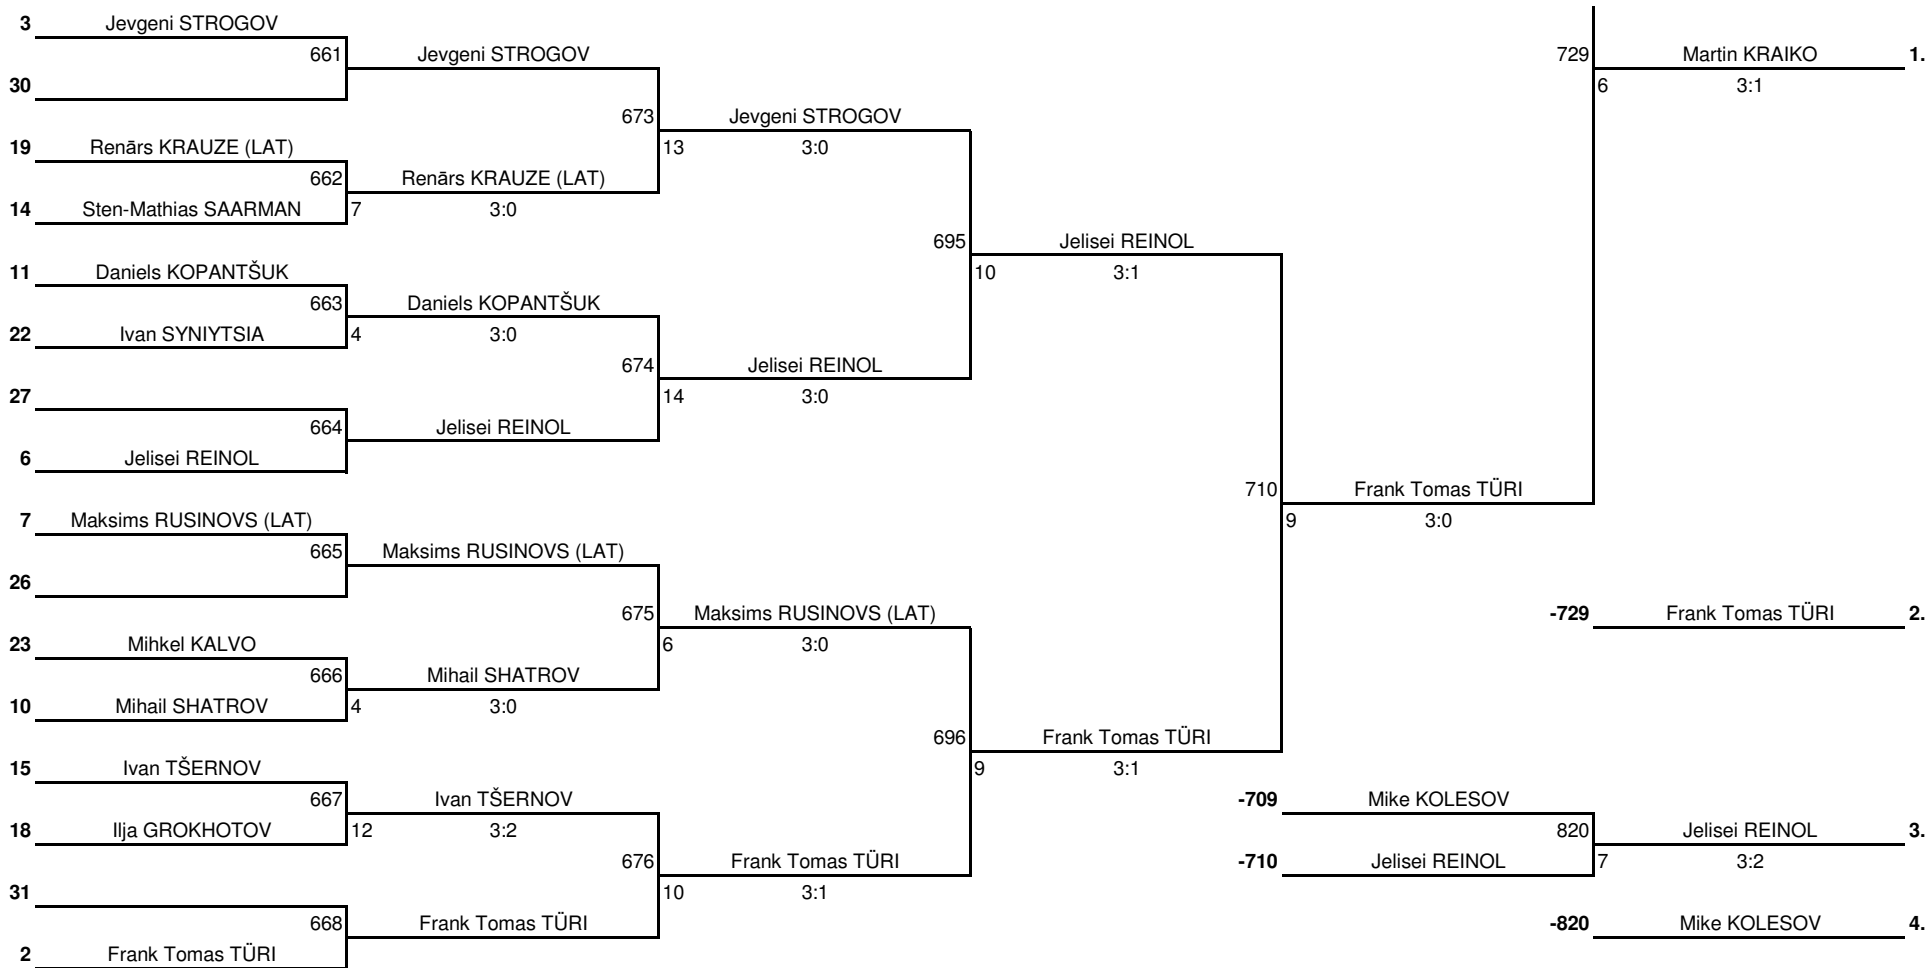 3 Jevgeni STROGOV
661 Jevgeni STROGOV 729 Martin KRAIKO 1.
30 6 3:1
673 Jevgeni STROGOV
19 Renārs KRAUZE (LAT) 13 3:0
662 Renārs KRAUZE (LAT)
14 Sten-Mathias SAARMAN 7 3:0
695 Jelisei REINOL
11 Daniels KOPANTŠUK 10 3:1
663 Daniels KOPANTŠUK
22 Ivan SYNIYTSIA 4 3:0
674 Jelisei REINOL
27 14 3:0
664 Jelisei REINOL
6 Jelisei REINOL
710 Frank Tomas TÜRI
7 Maksims RUSINOVS (LAT) 9 3:0
665 Maksims RUSINOVS (LAT)
26
675 Maksims RUSINOVS (LAT) -729 Frank Tomas TÜRI 2.
23 Mihkel KALVO 6 3:0
666 Mihail SHATROV
10 Mihail SHATROV 4 3:0
696 Frank Tomas TÜRI
15 Ivan TŠERNOV 9 3:1
667 Ivan TŠERNOV -709 Mike KOLESOV
18 Ilja GROKHOTOV 12 3:2 820 Jelisei REINOL 3.
676 Frank Tomas TÜRI -710 Jelisei REINOL 7 3:2
31 10 3:1
668 Frank Tomas TÜRI -820 Mike KOLESOV 4.
2 Frank Tomas TÜRI